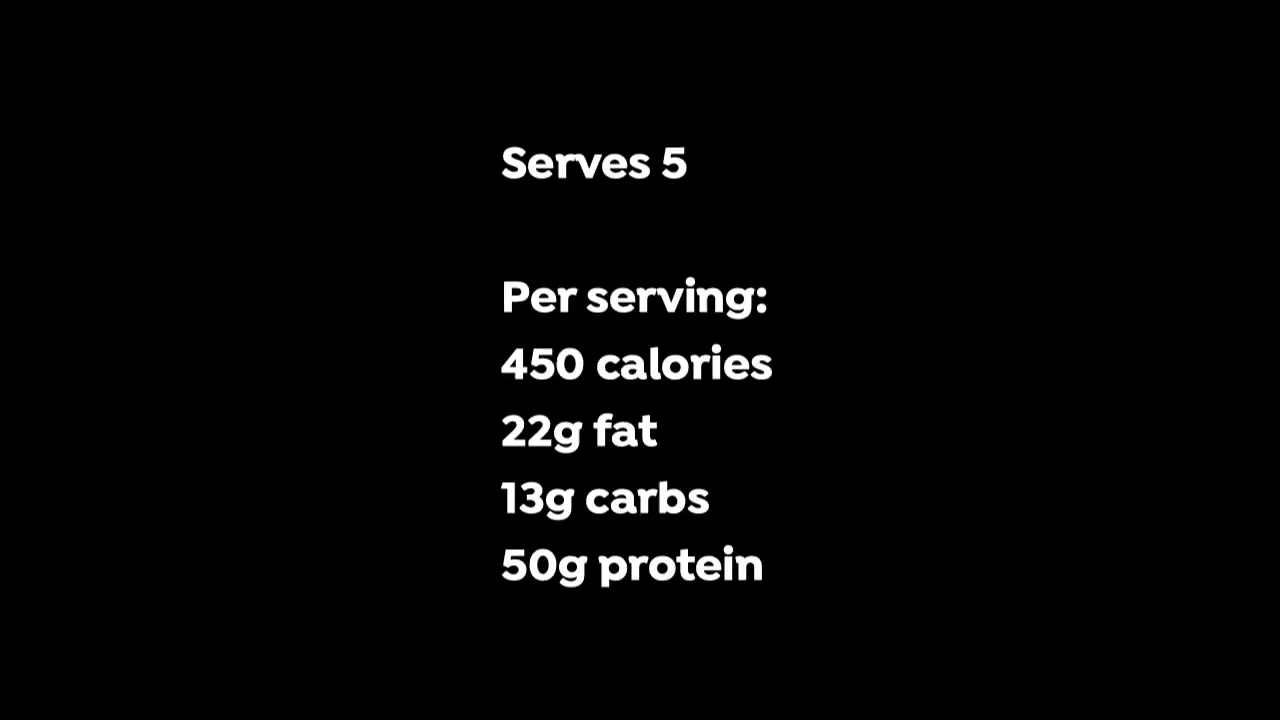 Serves 5
Per serving:
450 calories
22g fat
13g carbs
50g protein